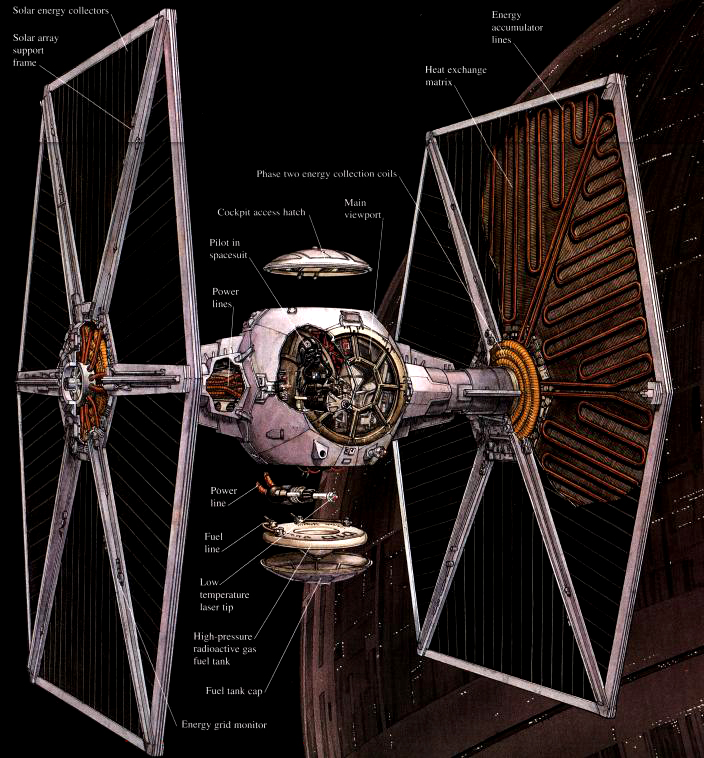 Solar energy collectors
Solar array
support
frame
Energy
accumulator
lines
Heat exchange
matrix
Phase two energy collection coils
Main
viewport
Cockpit access hatch
Pilot in
spacesuit
Power
lines
Power
line
Fuel
line
Low
temperature
laser tip
High-pressure
radioactive gas
fuel tank
Fuel tank cap
Energy grid monitor